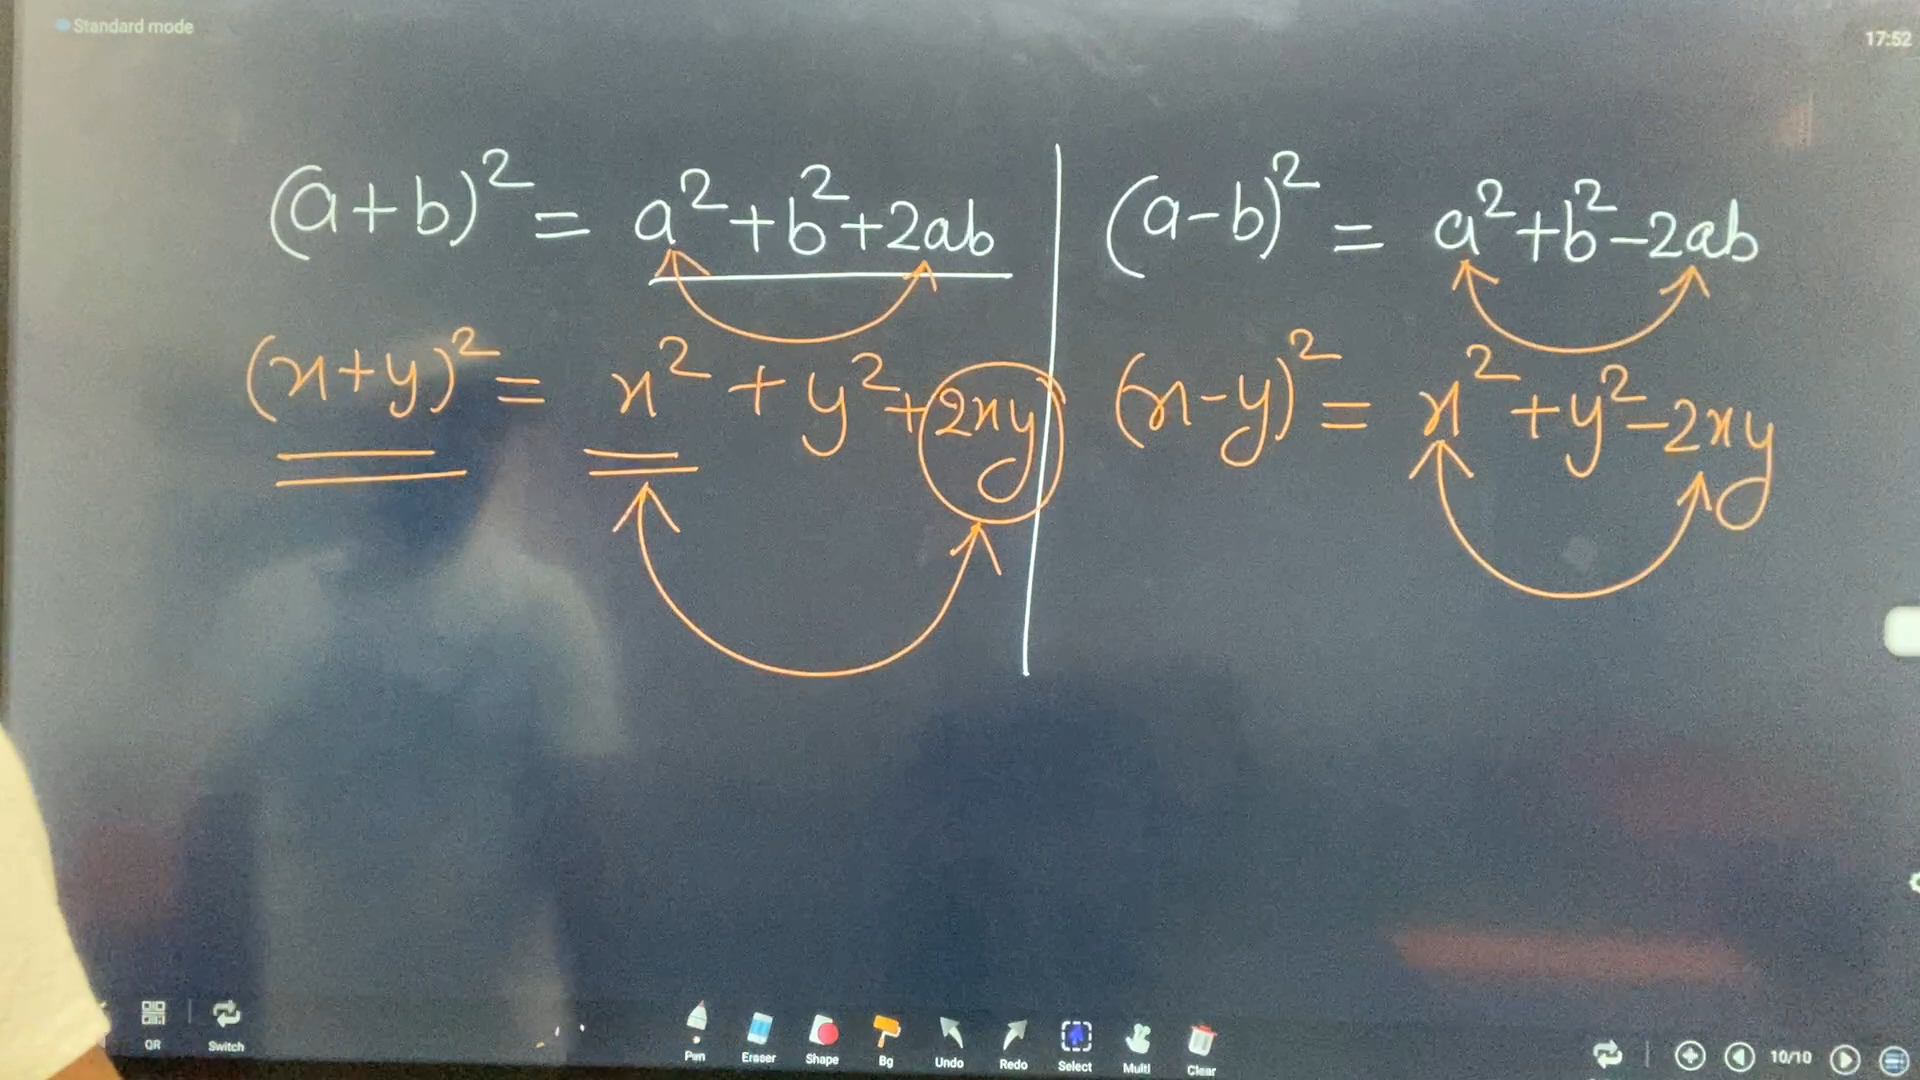 Standard mode
17:52
(a+b)² = a²+b²+2ab
(a-b)² = a²+b²-2ab
(x+y)² = x² + y² + 2xy
(x-y)² = x² + y² - 2xy
QR Switch Pen Eraser Shape Bg Undo Redo Select Multi Clear 10/10